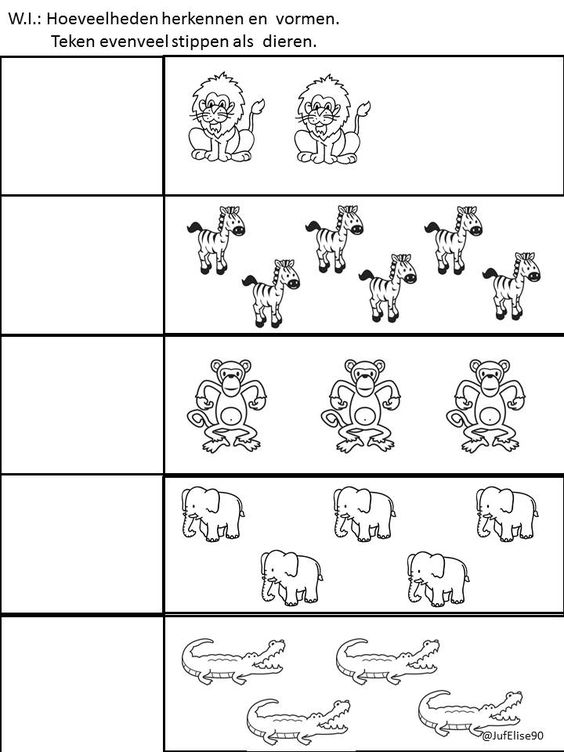 W.I.: Hoeveelheden herkennen en vormen.
Teken evenveel stippen als dieren.
@JufElise90